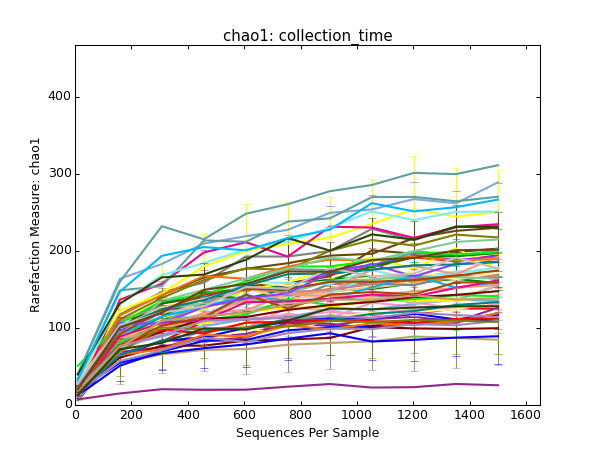 chao1: collection_time
400
300
200
100
0
0 200 400 600 800 1000 1200 1400 1600
Rarefaction Measure: chao1
Sequences Per Sample